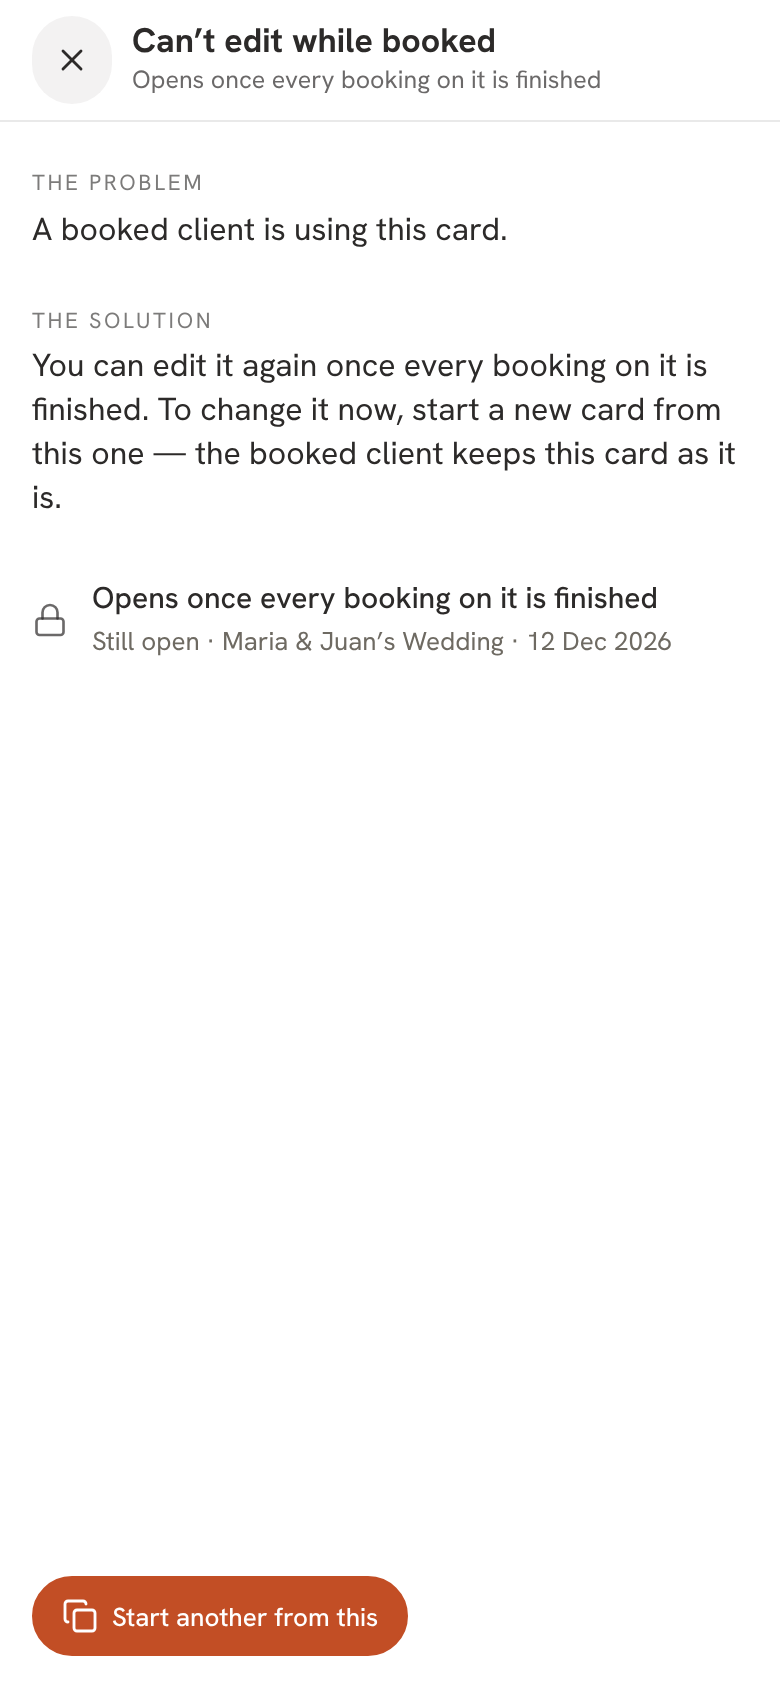 Can’t edit while booked
Opens once every booking on it is finished
THE PROBLEM
A booked client is using this card.
THE SOLUTION
You can edit it again once every booking on it is
finished. To change it now, start a new card from
this one — the booked client keeps this card as it
is.
Opens once every booking on it is finished
Still open · Maria & Juan’s Wedding · 12 Dec 2026
Start another from this